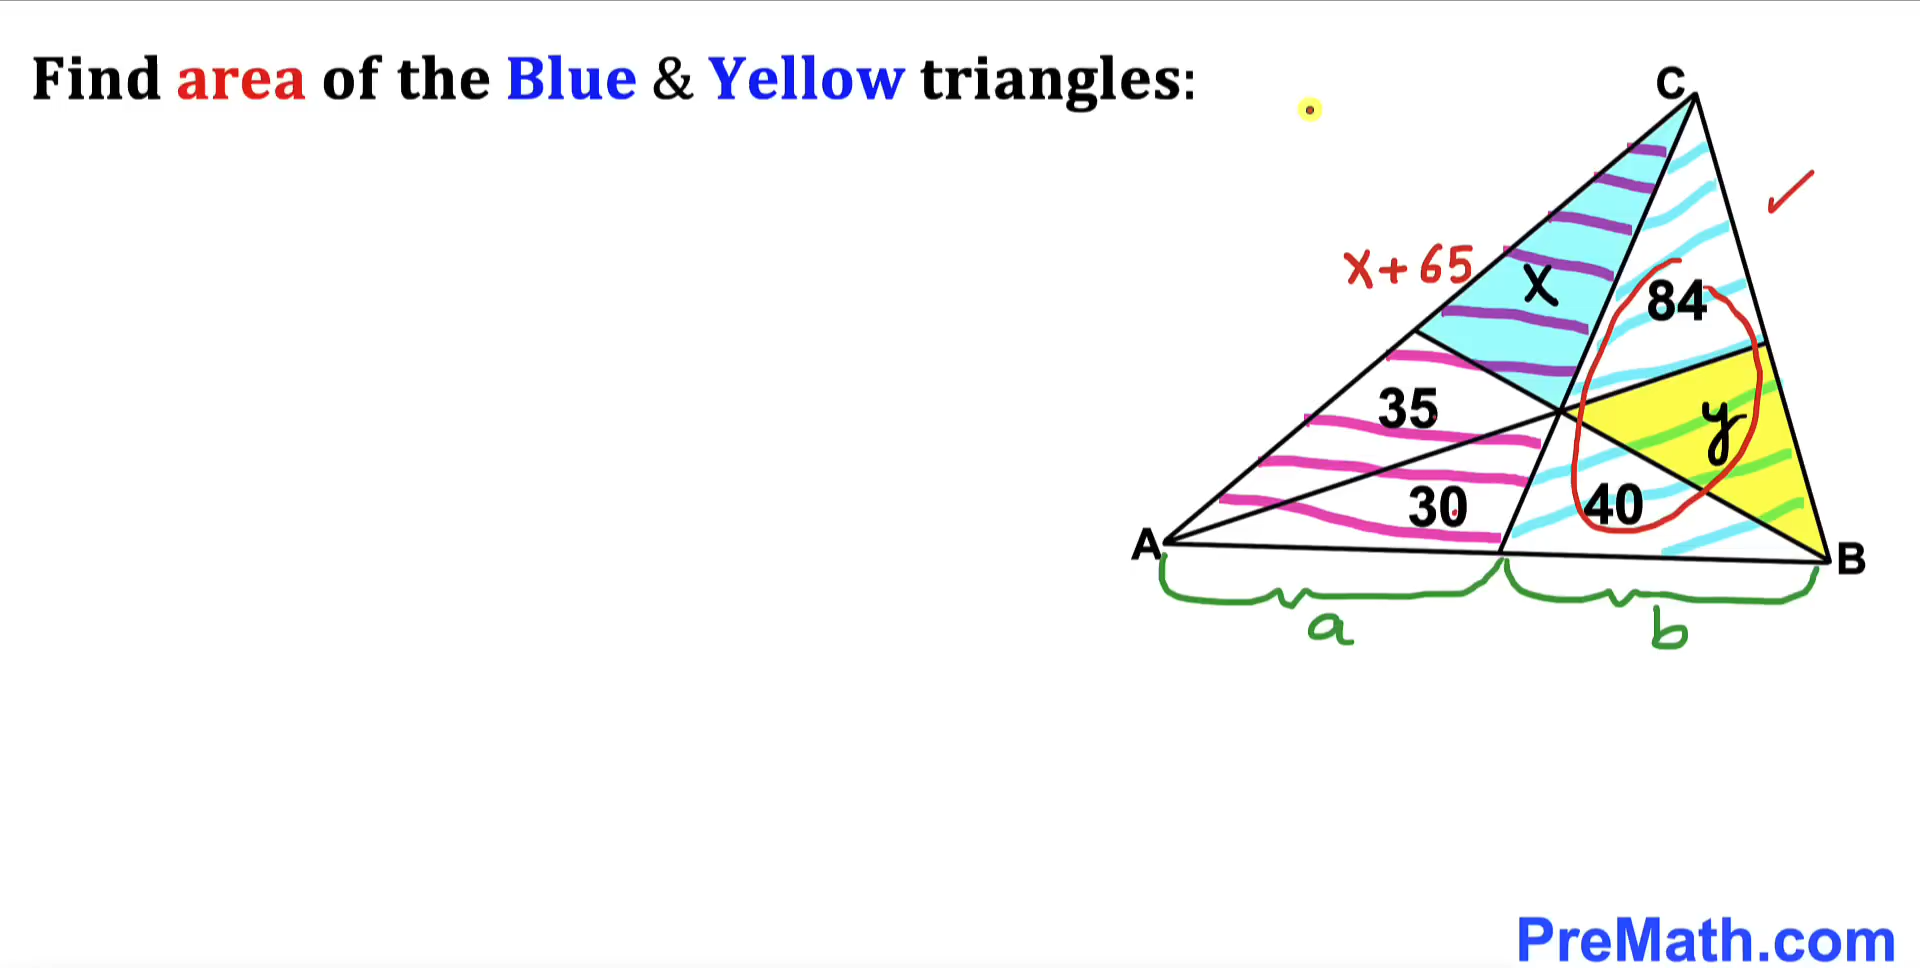 Find area of the Blue & Yellow triangles:
C
x+65
x
84
35
y
30
40
A
B
a
b
PreMath.com